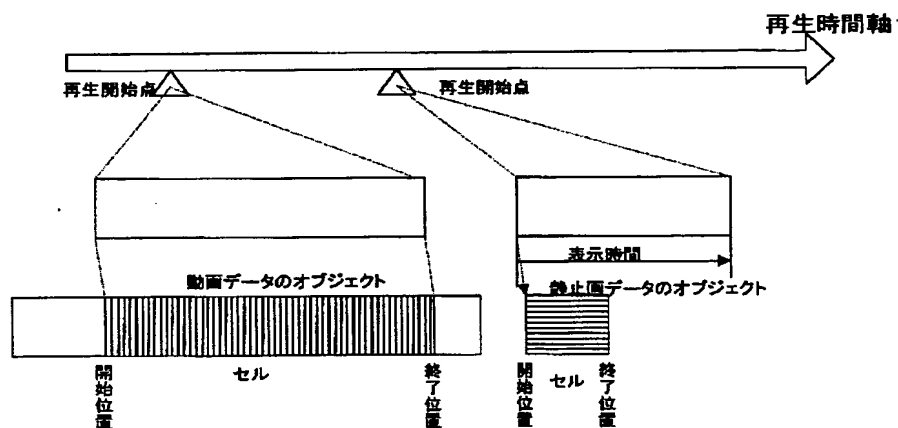 再生時間軸
再生開始点
再生開始点
表示時間
動画データのオブジェクト
静止画データのオブジェクト
開始位置
セル
終了位置
開始位置
セル
終了位置